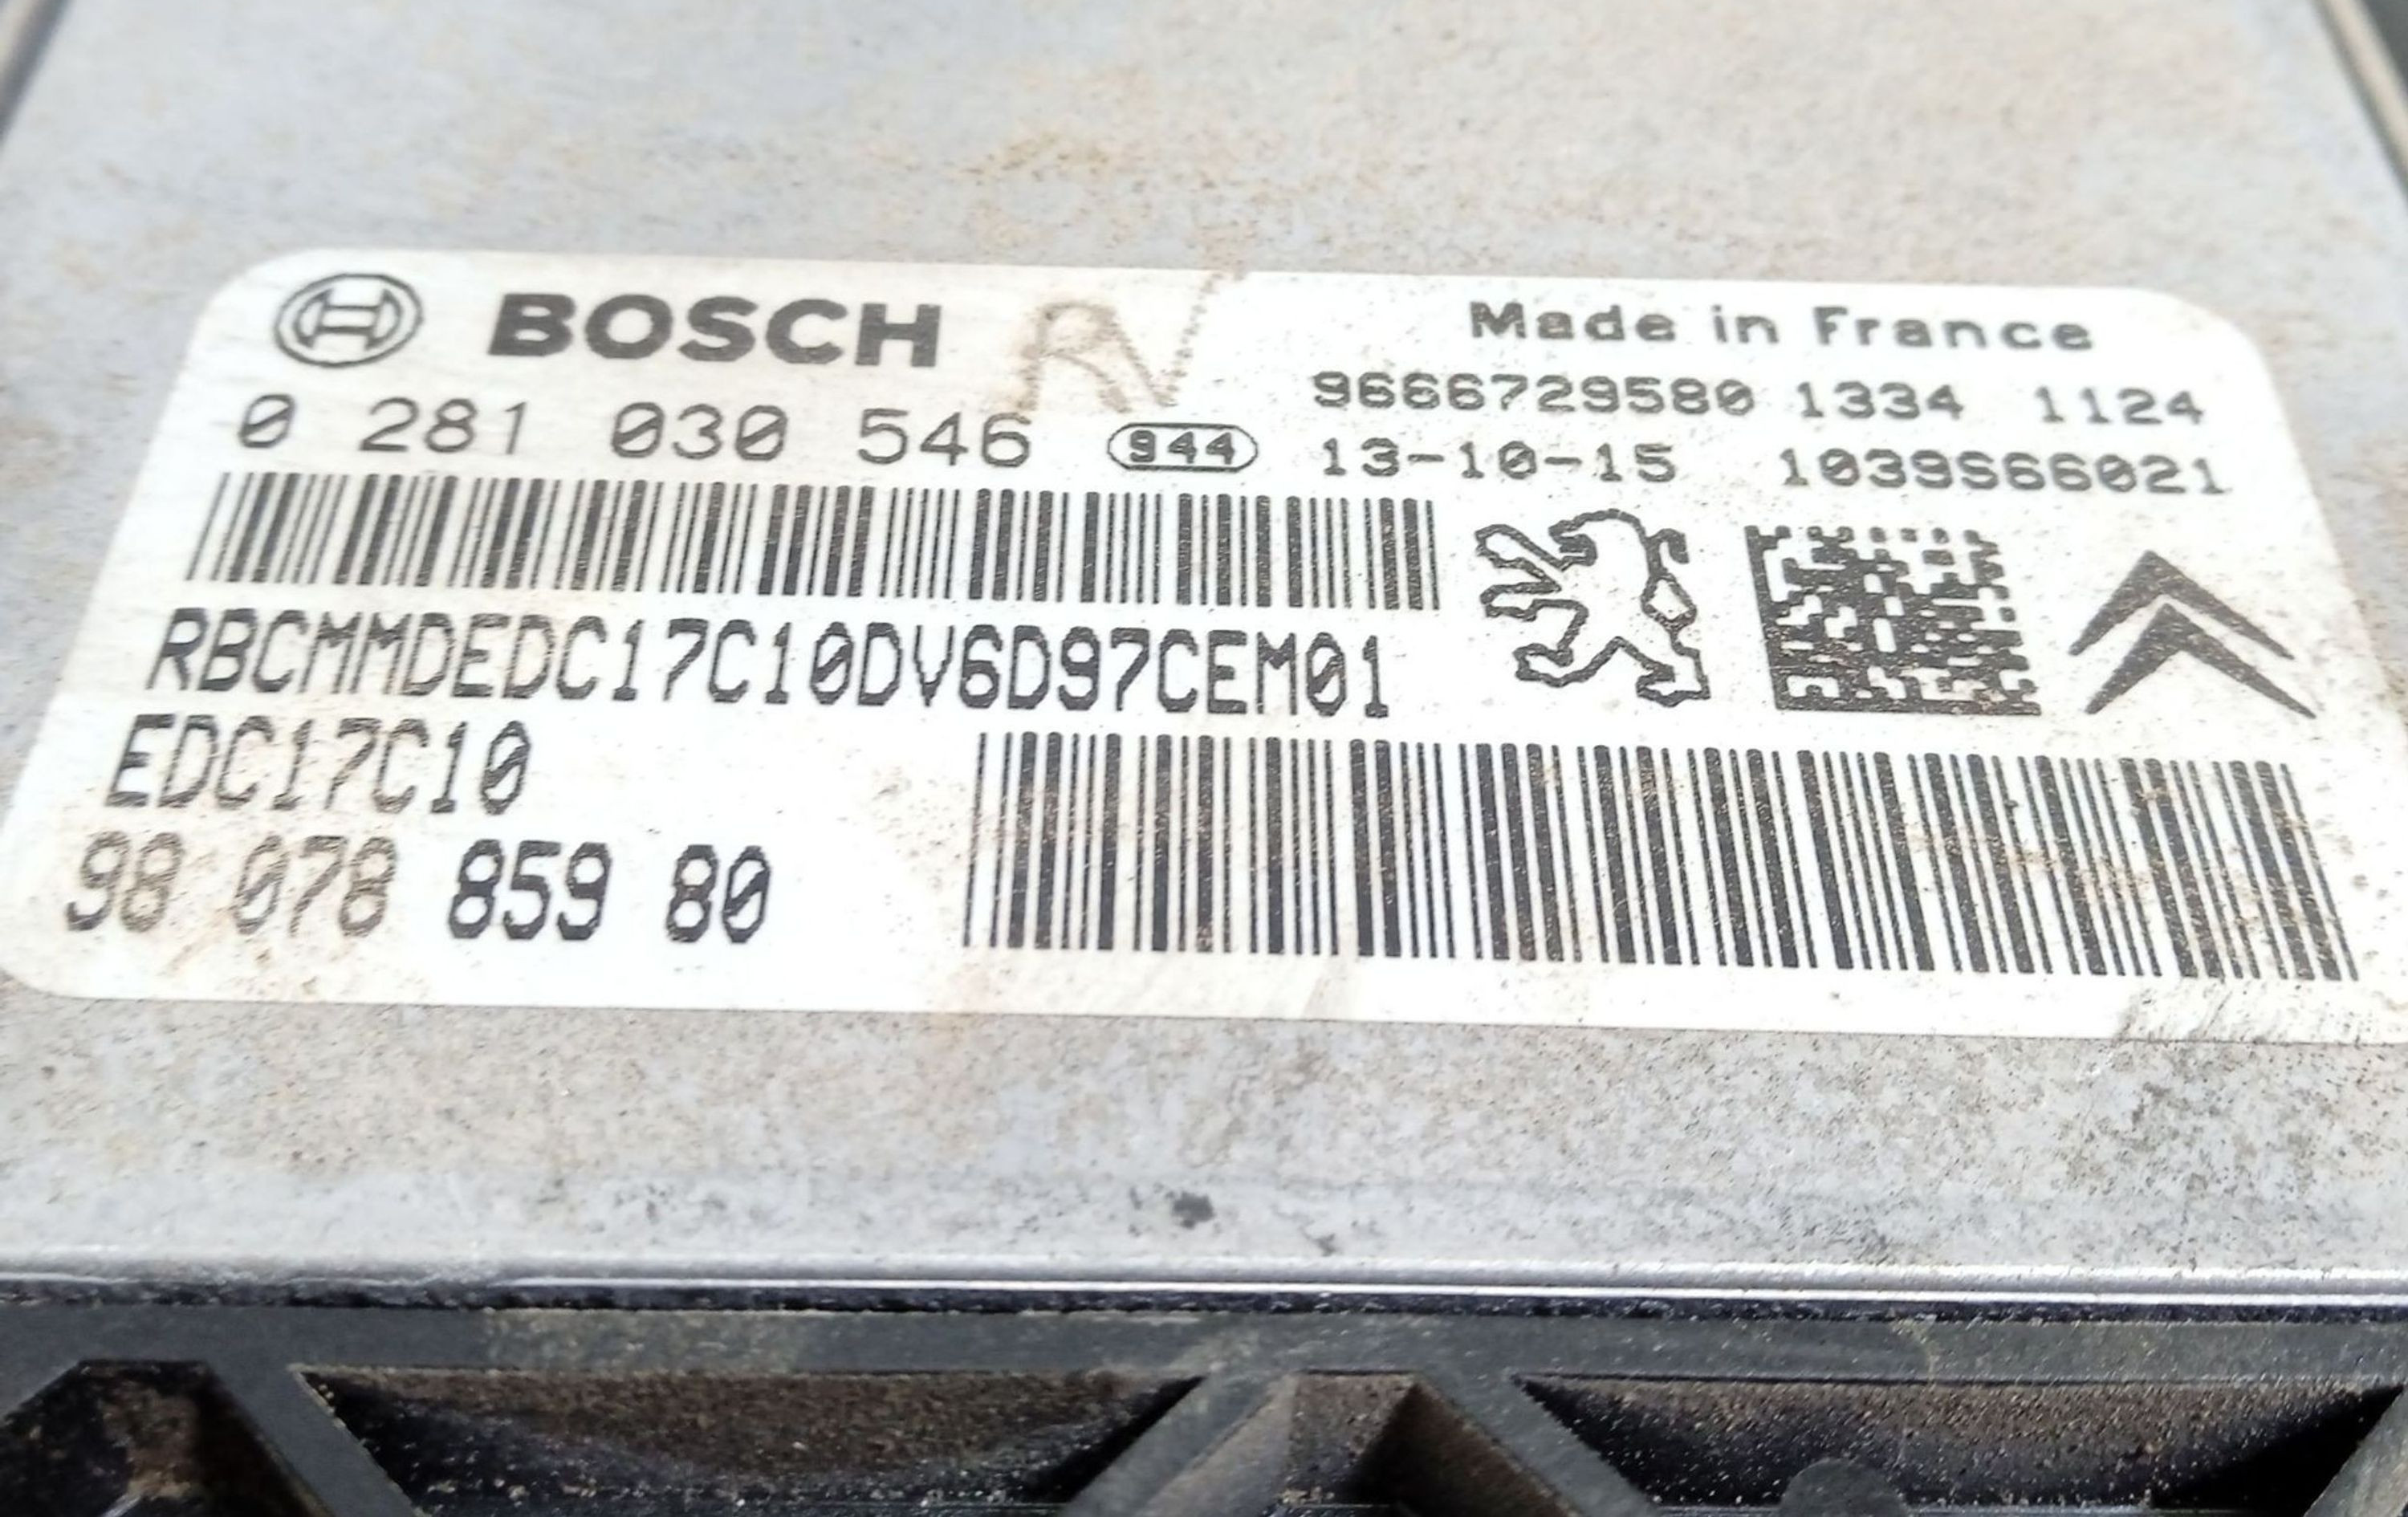 BOSCH RV
0 281 030 546 944
RBCMMDEDC17C10DV6D97CEM01
EDC17C10
98 078 859 80
Made in France
9666729580 1334 1124
13-10-15 1039S66021